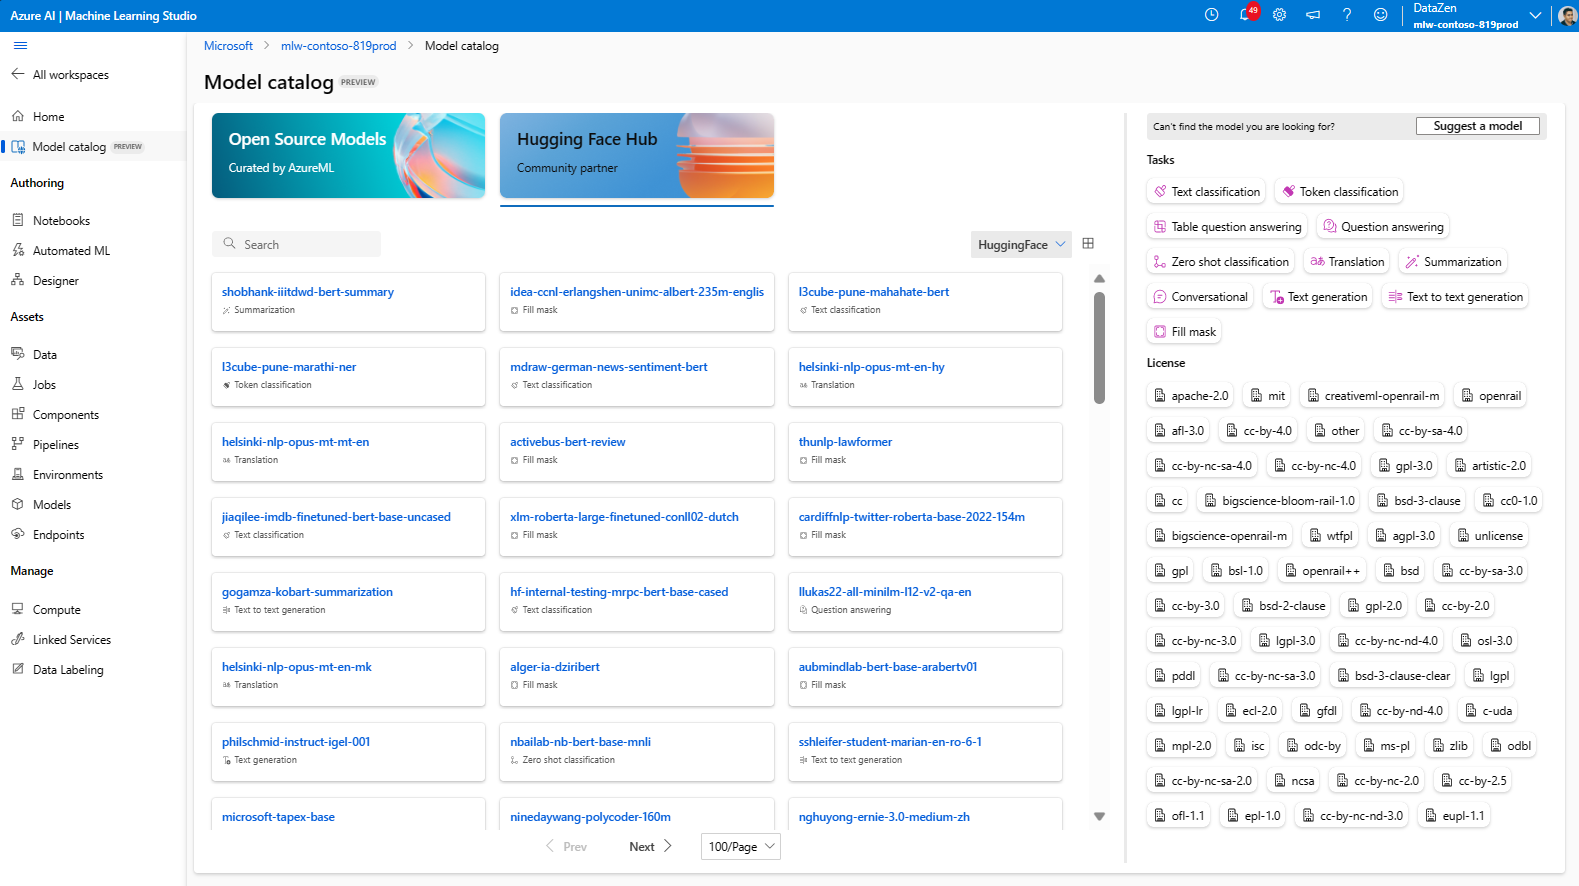 Azure AI | Machine Learning Studio
49
DataZen
mlw-contoso-819prod
All workspaces
Home
Model catalog PREVIEW
Authoring
Notebooks
Automated ML
Designer
Assets
Data
Jobs
Components
Pipelines
Environments
Models
Endpoints
Manage
Compute
Linked Services
Data Labeling
Microsoft > mlw-contoso-819prod > Model catalog
Model catalog PREVIEW
Open Source Models
Curated by AzureML
Hugging Face Hub
Community partner
Search
HuggingFace
shobhank-iiitdwd-bert-summary
Summarization
idea-ccnl-erlangshen-unimc-albert-235m-englis
Fill mask
l3cube-pune-mahahate-bert
Text classification
l3cube-pune-marathi-ner
Token classification
mdraw-german-news-sentiment-bert
Text classification
helsinki-nlp-opus-mt-en-hy
Translation
helsinki-nlp-opus-mt-mt-en
Translation
activebus-bert-review
Fill mask
thunlp-lawformer
Fill mask
jiaqilee-imdb-finetuned-bert-base-uncased
Text classification
xlm-roberta-large-finetuned-conll02-dutch
Fill mask
cardiffnlp-twitter-roberta-base-2022-154m
Fill mask
gogamza-kobart-summarization
Text to text generation
hf-internal-testing-mrpc-bert-base-cased
Text classification
llukas22-all-minilm-l12-v2-qa-en
Question answering
helsinki-nlp-opus-mt-en-mk
Translation
alger-ia-dziribert
Fill mask
aubmindlab-bert-base-arabertv01
Fill mask
philschmid-instruct-igel-001
Text generation
nbailab-nb-bert-base-mnli
Zero shot classification
sshleifer-student-marian-en-ro-6-1
Text to text generation
microsoft-tapex-base
ninedaywang-polycoder-160m
nghuyong-ernie-3.0-medium-zh
Prev
Next
100/Page
Can't find the model you are looking for?
Suggest a model
Tasks
Text classification Token classification
Table question answering Question answering
Zero shot classification Translation Summarization
Conversational Text generation Text to text generation
Fill mask
License
apache-2.0 mit creativeml-openrail-m openrail
afl-3.0 cc-by-4.0 other cc-by-sa-4.0
cc-by-nc-sa-4.0 cc-by-nc-4.0 gpl-3.0 artistic-2.0
cc bigscience-bloom-rail-1.0 bsd-3-clause cc0-1.0
bigscience-openrail-m wtfpl agpl-3.0 unlicense
gpl bsl-1.0 openrail++ bsd cc-by-sa-3.0
cc-by-3.0 bsd-2-clause gpl-2.0 cc-by-2.0
cc-by-nc-3.0 lgpl-3.0 cc-by-nc-nd-4.0 osl-3.0
pddl cc-by-nc-sa-3.0 bsd-3-clause-clear lgpl
lgpl-lr ecl-2.0 gfdl cc-by-nd-4.0 c-uda
mpl-2.0 isc odc-by ms-pl zlib odbl
cc-by-nc-sa-2.0 ncsa cc-by-nc-2.0 cc-by-2.5
ofl-1.1 epl-1.0 cc-by-nc-nd-3.0 eupl-1.1